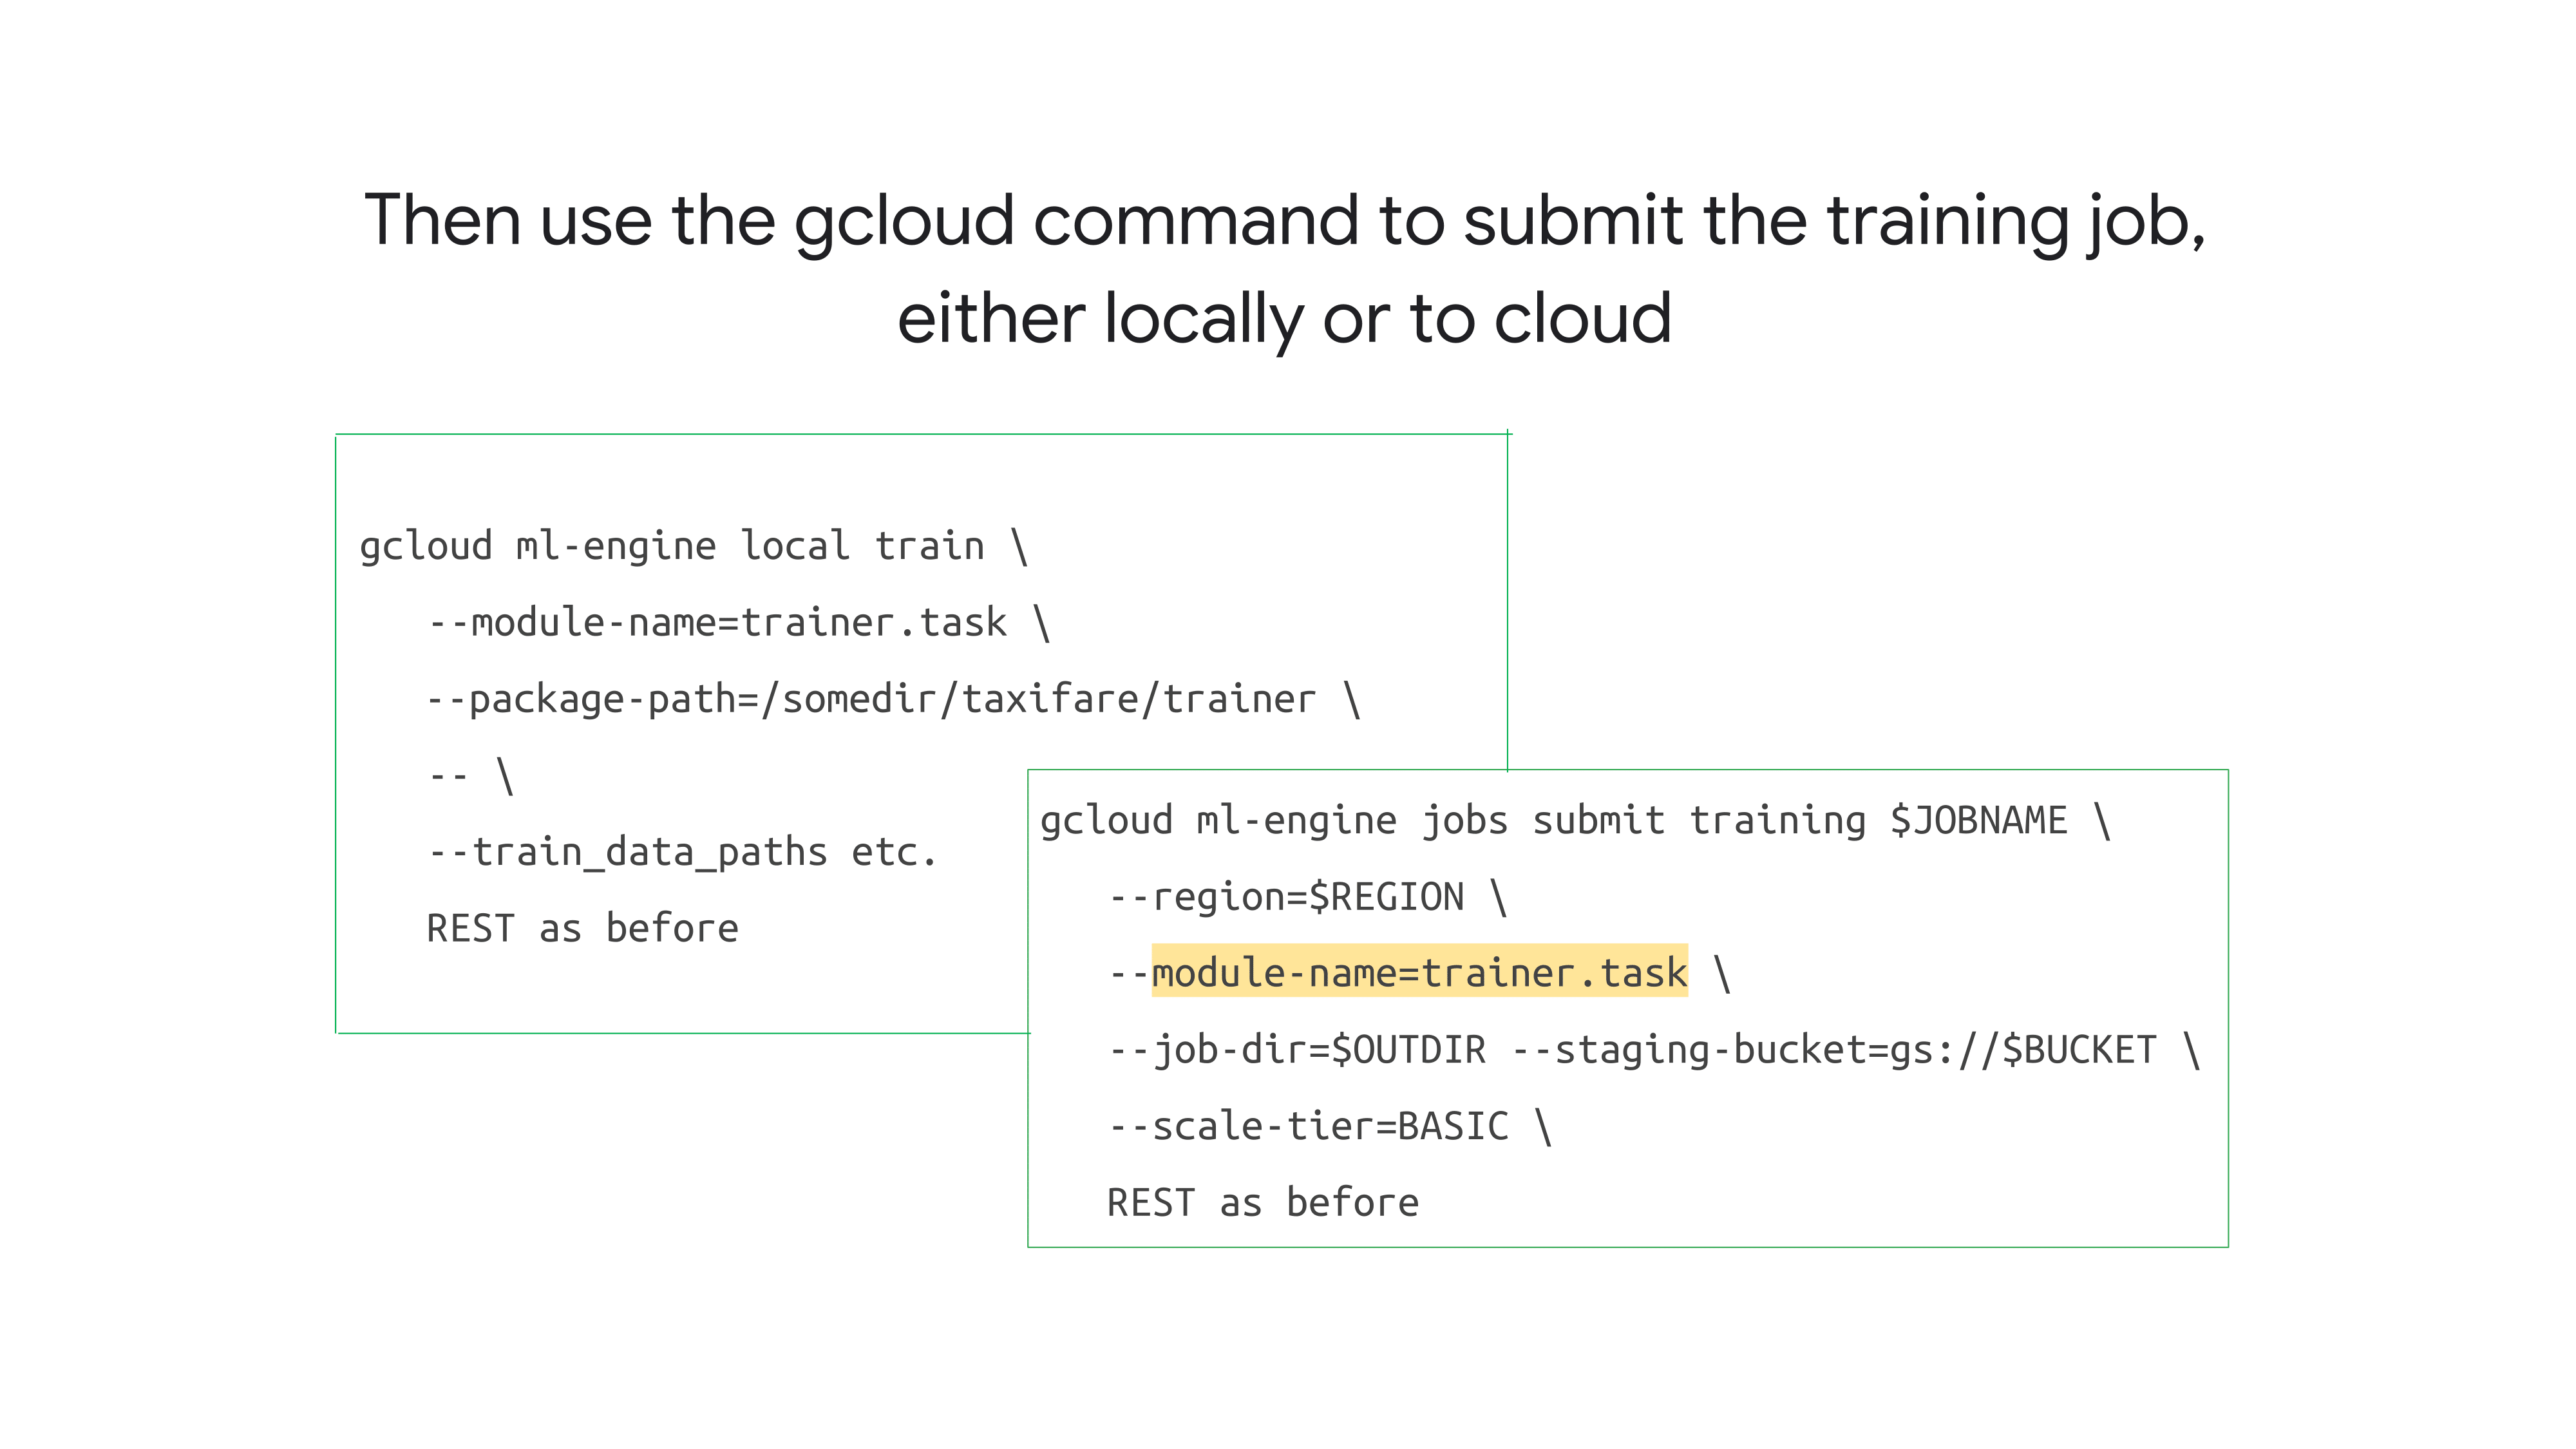 Then use the gcloud command to submit the training job,
either locally or to cloud
gcloud ml-engine local train \
--module-name=trainer.task \
--package-path=/somedir/taxifare/trainer \
-- \
--train_data_paths etc.
REST as before
gcloud ml-engine jobs submit training $JOBNAME \
--region=$REGION \
--module-name=trainer.task \
--job-dir=$OUTDIR --staging-bucket=gs://$BUCKET \
--scale-tier=BASIC \
REST as before